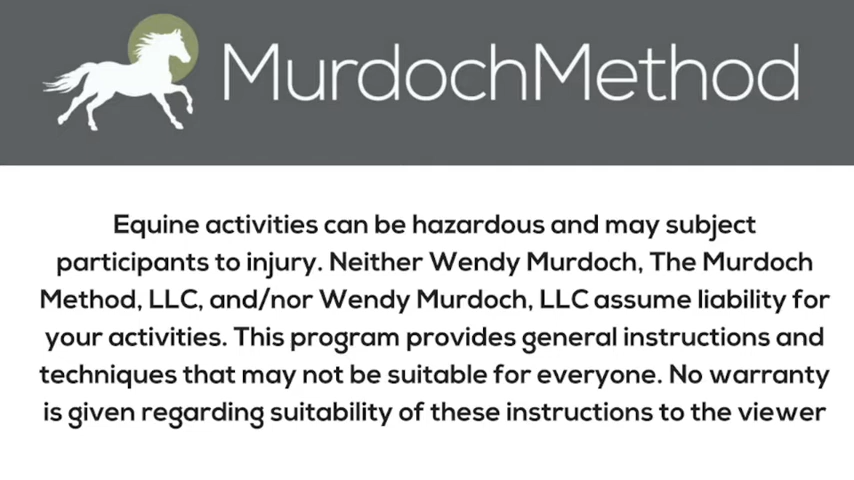 MurdochMethod
Equine activities can be hazardous and may subject
participants to injury. Neither Wendy Murdoch, The Murdoch
Method, LLC, and/nor Wendy Murdoch, LLC assume liability for
your activities. This program provides general instructions and
techniques that may not be suitable for everyone. No warranty
is given regarding suitability of these instructions to the viewer